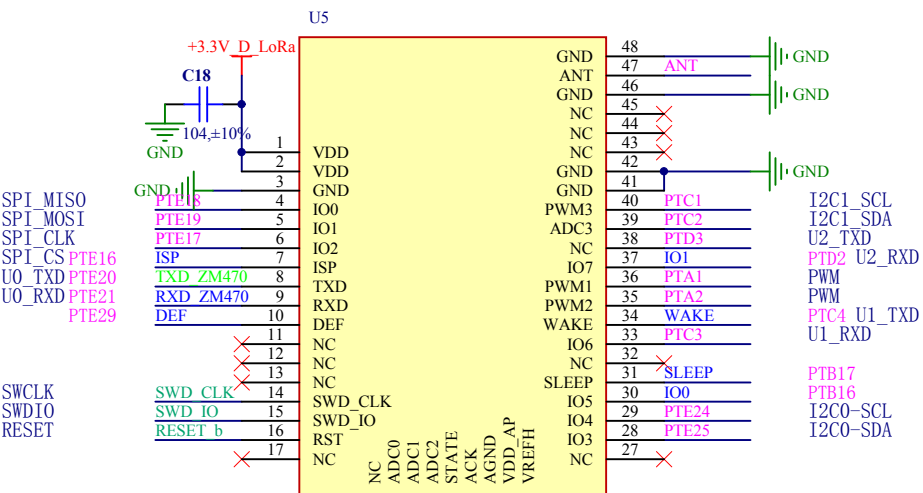 U5
+3.3V_D_LoRa
C18
104,±10%
GND
GND
1 VDD
2 VDD
3 GND
SPI_MISO PTE18 4 IO0
SPI_MOSI PTE19 5 IO1
SPI_CLK PTE17 6 IO2
SPI_CS PTE16 ISP 7 ISP
U0_TXD PTE20 TXD_ZM470 8 TXD
U0_RXD PTE21 RXD_ZM470 9 RXD
PTE29 DEF 10 DEF
11 NC
12 NC
13 NC
SWCLK SWD_CLK 14 SWD_CLK
SWDIO SWD_IO 15 SWD_IO
RESET RESET_b 16 RST
17 NC
NC
ADC0
ADC1
ADC2
STATE
ACK
AGND
VDD_AP
VREFH
GND 48 GND
ANT 47 ANT
GND 46 GND
NC 45
NC 44
NC 43
GND 42 GND
GND 41
PWM3 40 PTC1 I2C1_SCL
ADC3 39 PTC2 I2C1_SDA
NC 38 PTD3 U2_TXD
IO7 37 IO1 PTD2 U2_RXD
PWM1 36 PTA1 PWM
PWM2 35 PTA2 PWM
WAKE 34 WAKE PTC4 U1_TXD
IO6 33 PTC3 U1_RXD
NC 32
SLEEP 31 SLEEP PTB17
IO5 30 IO0 PTB16
IO4 29 PTE24 I2C0-SCL
IO3 28 PTE25 I2C0-SDA
NC 27